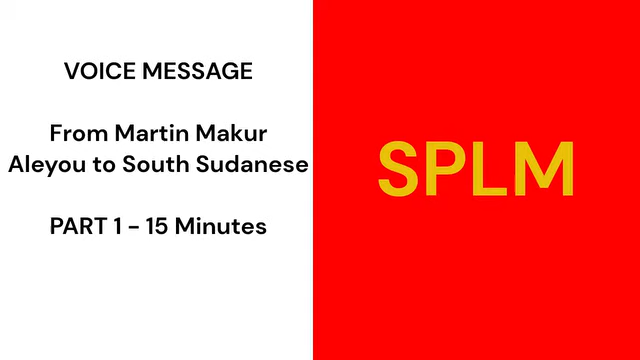 VOICE MESSAGE
From Martin Makur
Aleyou to South Sudanese
PART 1 - 15 Minutes
SPLM